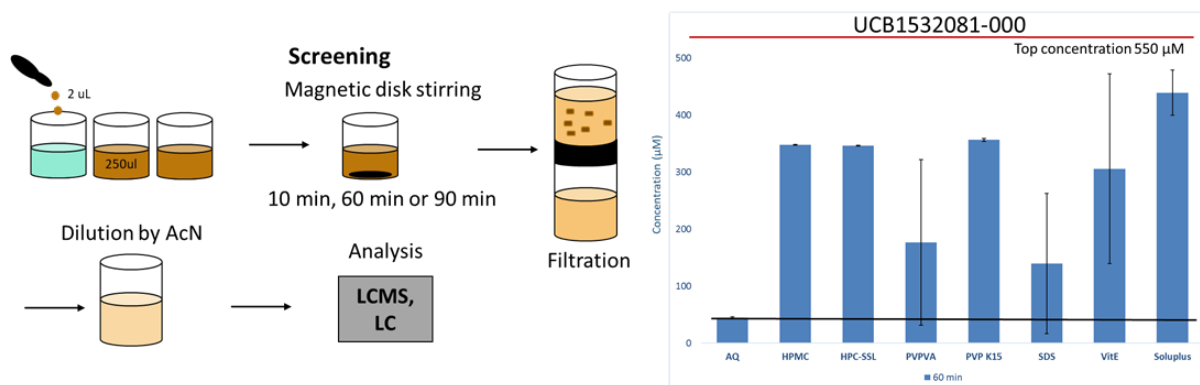 Screening
Magnetic disk stirring
2 uL
250ul
10 min, 60 min or 90 min
Filtration
Dilution by AcN
Analysis
LCMS,
LC
UCB1532081-000
Top concentration 550 µM
Concentration (µM)
500
400
300
200
100
0
AQ HPMC HPC-SSL PVPVA PVP K15 SDS VitE Soluplus
60 min